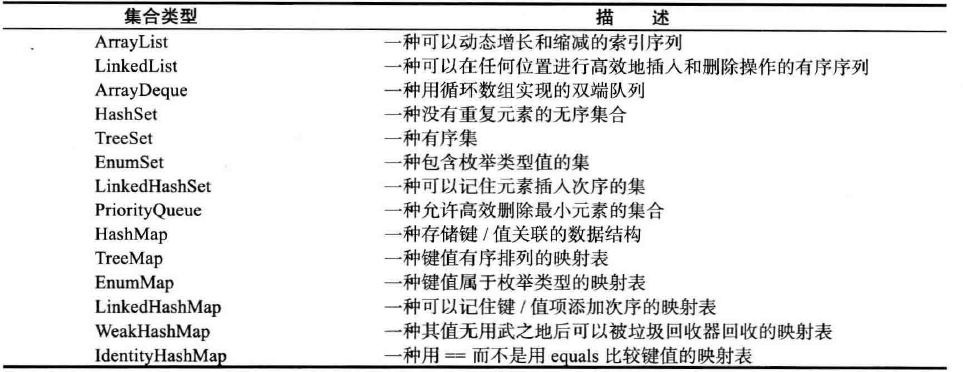 集合类型 描 述
ArrayList 一种可以动态增长和缩减的索引序列
LinkedList 一种可以在任何位置进行高效地插入和删除操作的有序序列
ArrayDeque 一种用循环数组实现的双端队列
HashSet 一种没有重复元素的无序集合
TreeSet 一种有序集
EnumSet 一种包含枚举类型值的集
LinkedHashSet 一种可以记住元素插入次序的集
PriorityQueue 一种允许高效删除最小元素的集合
HashMap 一种存储键 / 值关联的数据结构
TreeMap 一种键值有序排列的映射表
EnumMap 一种键值属于枚举类型的映射表
LinkedHashMap 一种可以记住键 / 值项添加次序的映射表
WeakHashMap 一种其值无用武之地后可以被垃圾回收器回收的映射表
IdentityHashMap 一种用 == 而不是用 equals 比较键值的映射表